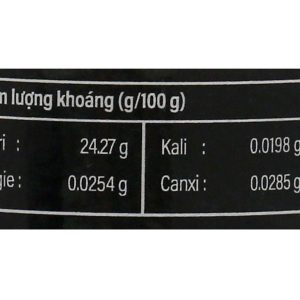 lượng khoáng (g/100 g)
: 24.27 g Kali : 0.0198 g
: 0.0254 g Canxi : 0.0285 g